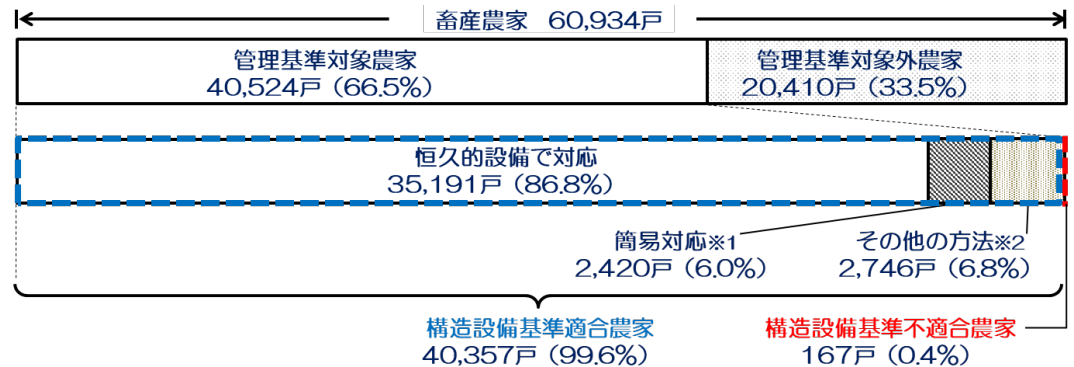 畜産農家 60,934戸
管理基準対象農家
40,524戸 (66.5%)
管理基準対象外農家
20,410戸 (33.5%)
恒久的設備で対応
35,191戸 (86.8%)
簡易対応※1
2,420戸 (6.0%)
その他の方法※2
2,746戸 (6.8%)
構造設備基準適合農家
40,357戸 (99.6%)
構造設備基準不適合農家
167戸 (0.4%)